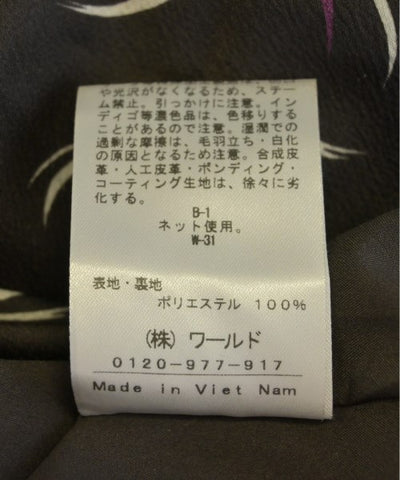 や光沢がなくなるため、スチー
ム禁止。引っかけに注意。イン
ディゴ等濃色品は、色移りする
ことがあるので注意。湿潤での
過剰な摩擦は、毛羽立ち・白化
の原因となるため注意。合成皮
革・人工皮革・ボンディング・
コーティング生地は、徐々に劣
化する。
B-1
ネット使用。
W-31
表地・裏地
ポリエステル 100%
(株) ワールド
0120-977-917
Made in Viet Nam